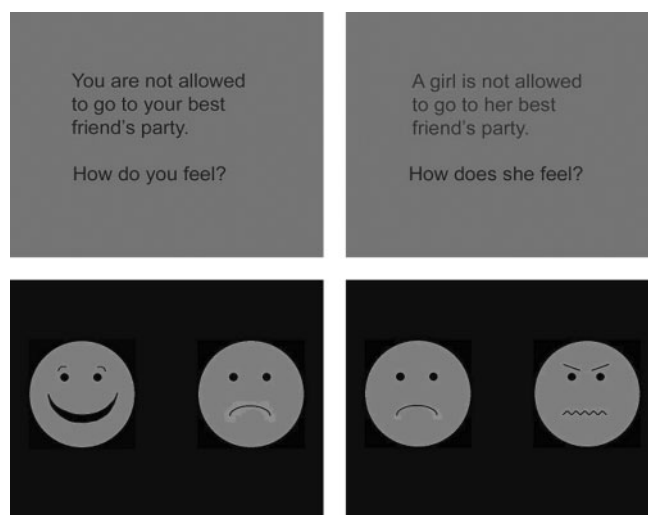 You are not allowed
to go to your best
friend's party.
How do you feel?
A girl is not allowed
to go to her best
friend's party.
How does she feel?